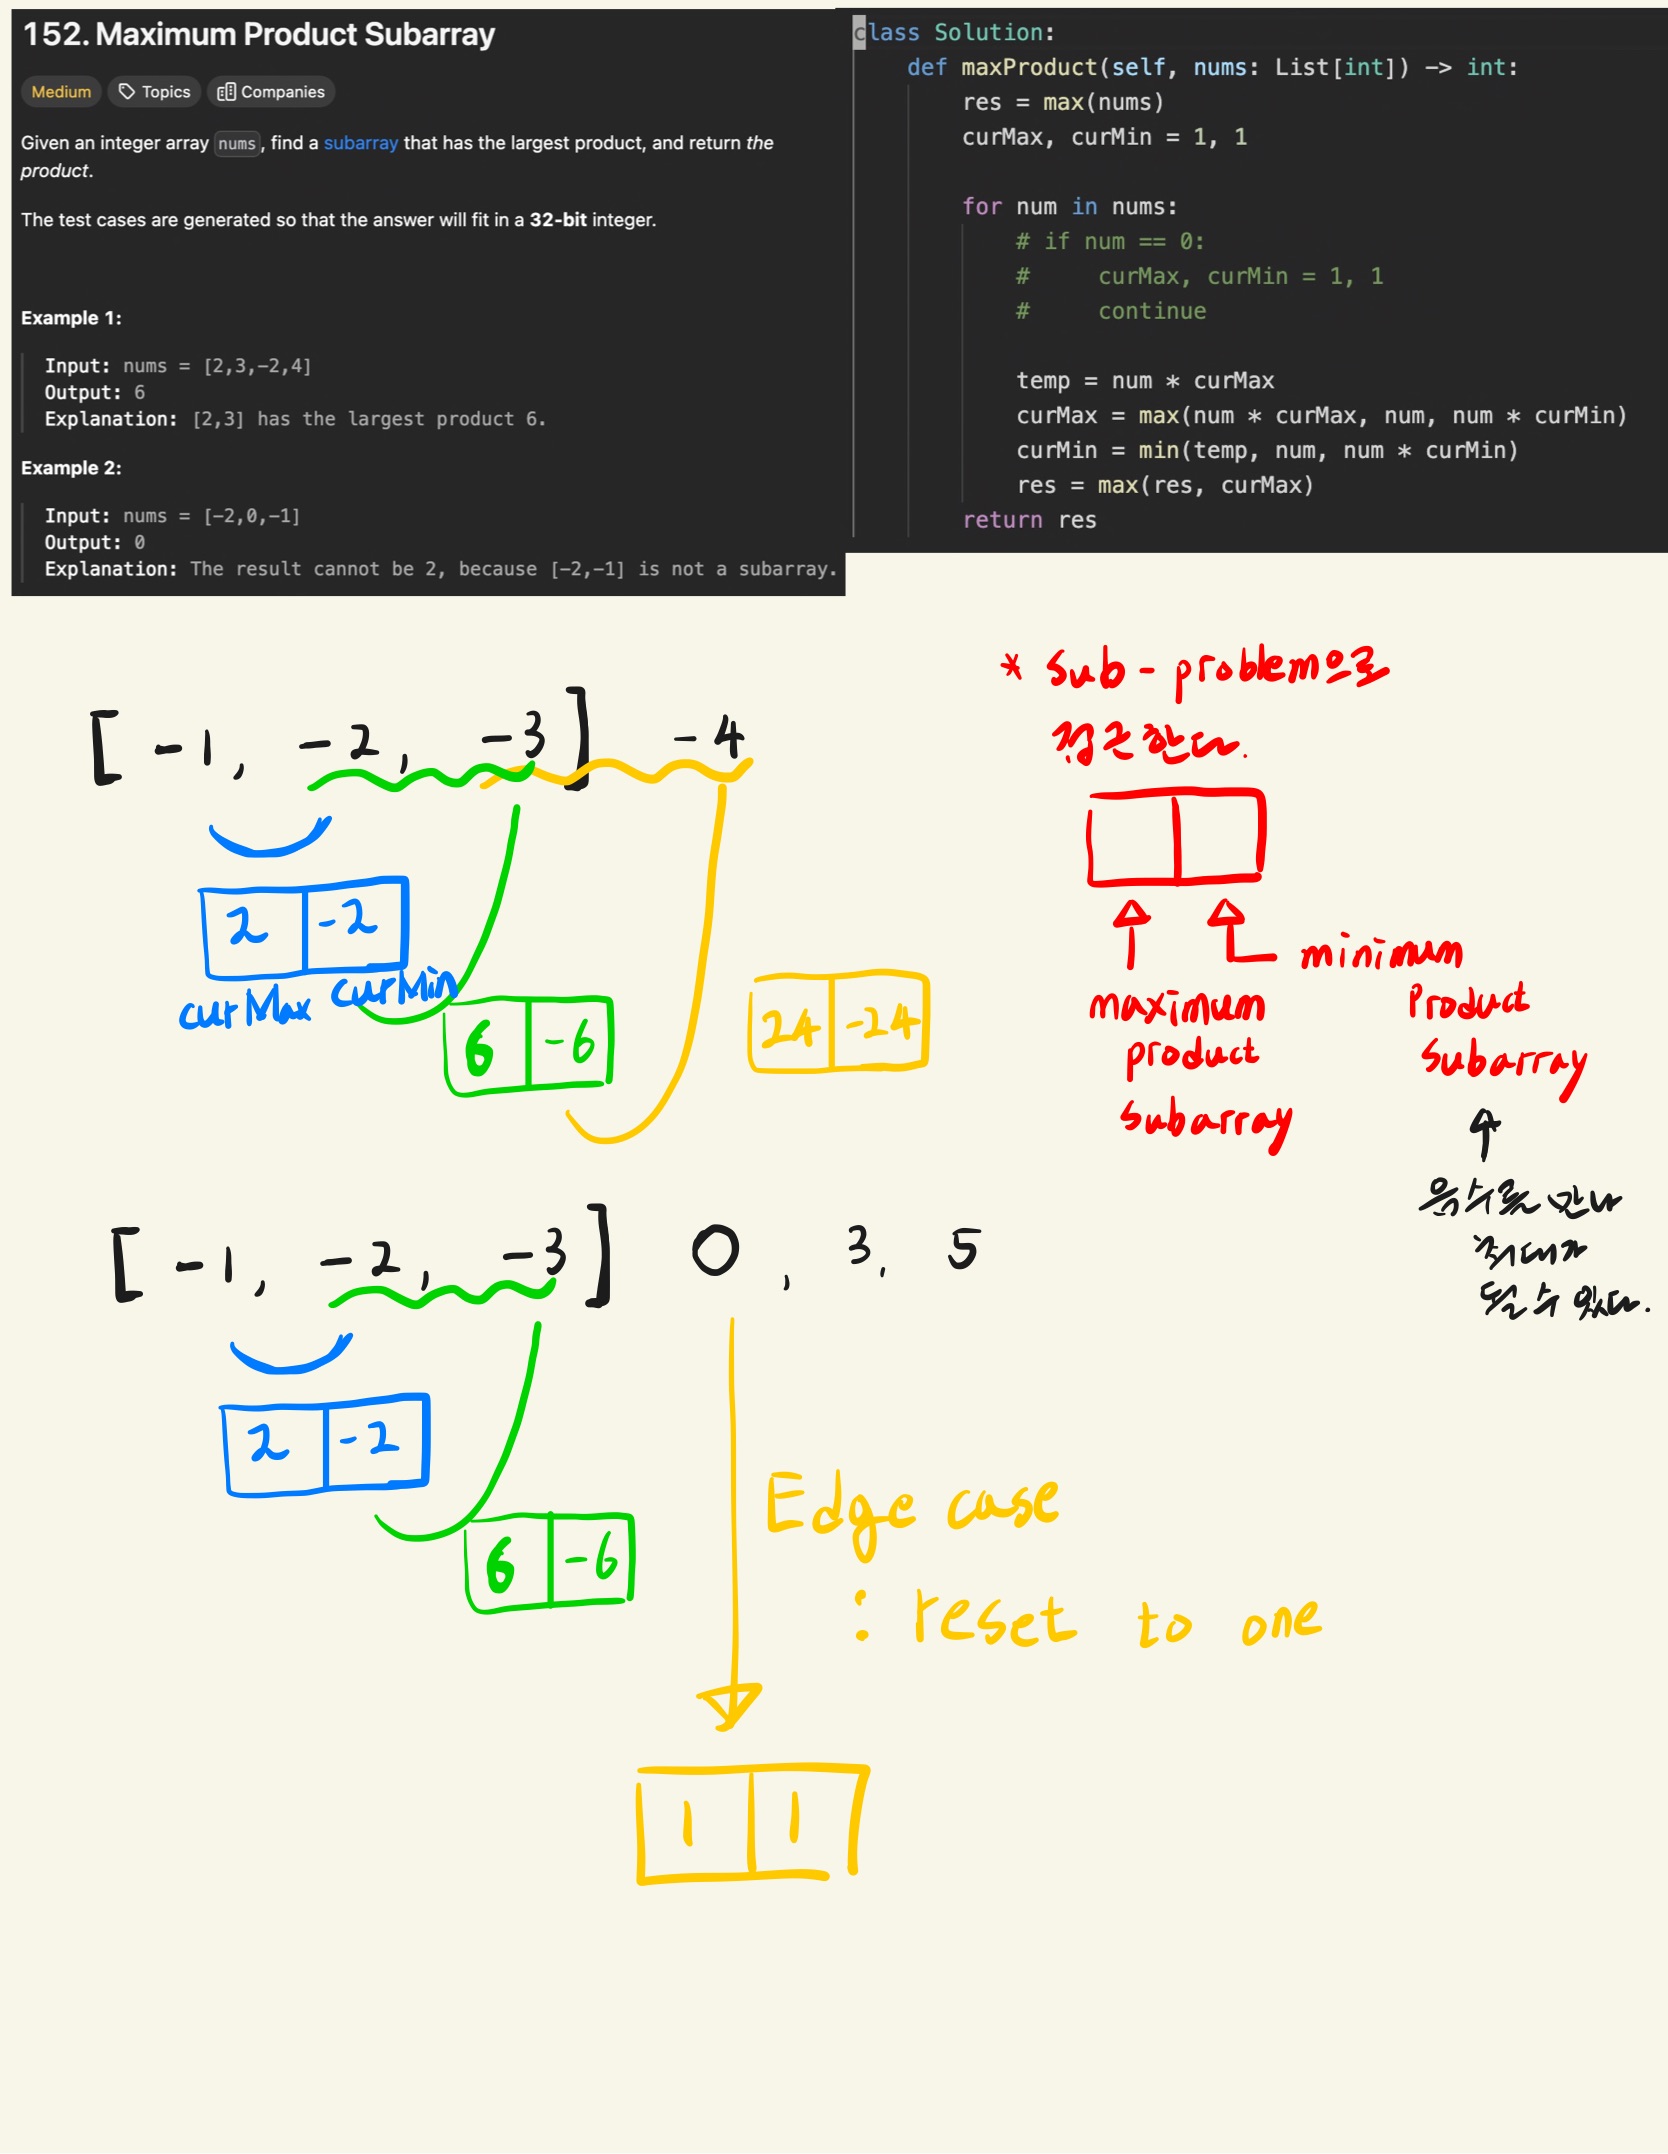 152. Maximum Product Subarray
Medium Topics Companies
Given an integer array nums, find a subarray that has the largest product, and return the
product.
The test cases are generated so that the answer will fit in a 32-bit integer.
Example 1:
Input: nums = [2,3,-2,4]
Output: 6
Explanation: [2,3] has the largest product 6.
Example 2:
Input: nums = [-2,0,-1]
Output: 0
Explanation: The result cannot be 2, because [-2,-1] is not a subarray.
class Solution:
def maxProduct(self, nums: List[int]) -> int:
res = max(nums)
curMax, curMin = 1, 1
for num in nums:
# if num == 0:
#     curMax, curMin = 1, 1
#     continue
temp = num * curMax
curMax = max(num * curMax, num, num * curMin)
curMin = min(temp, num, num * curMin)
res = max(res, curMax)
return res
* sub-problem으로
접근한다.
[ -1, -2, -3 ] -4
2 -2
curMax curMin
6 -6
24 -24
maximum
product
subarray
minimum
product
subarray
음수를 만나
최대가
될 수 있다.
[ -1, -2, -3 ] 0, 3, 5
2 -2
6 -6
Edge case
: reset to one
1 1